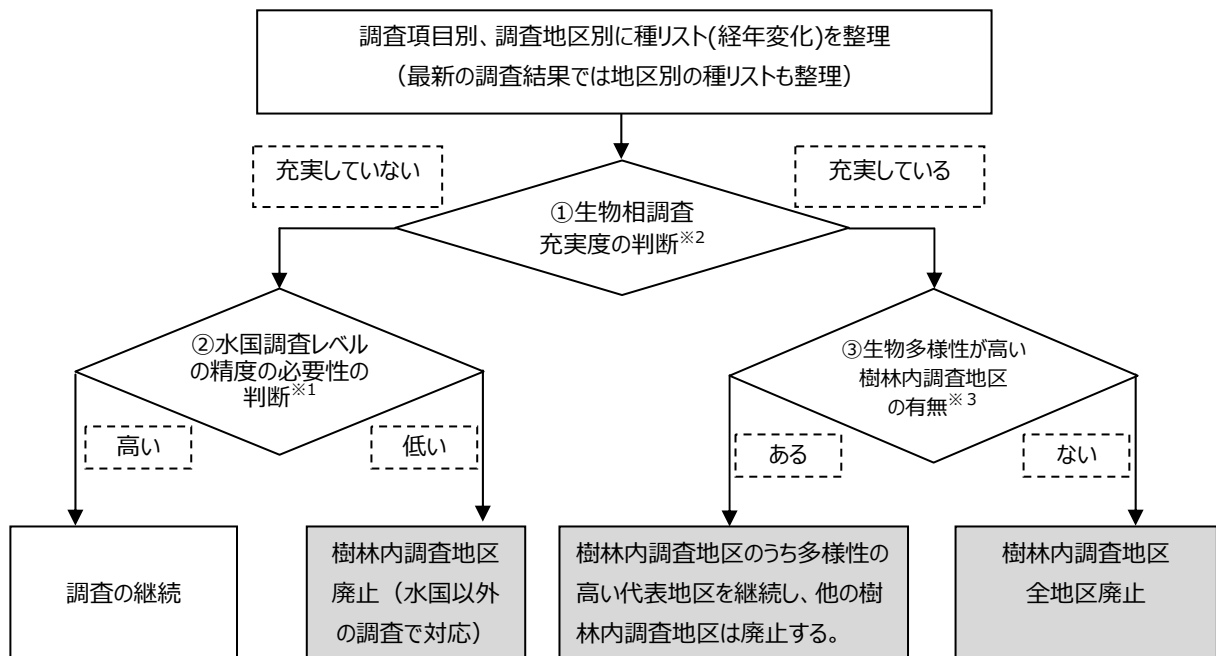 調査項目別、調査地区別に種リスト(経年変化)を整理
（最新の調査結果では地区別の種リストも整理）
充実していない
充実している
①生物相調査
充実度の判断※2
②水国調査レベル
の精度の必要性の
判断※1
③生物多様性が高い
樹林内調査地区
の有無※３
高い
低い
ある
ない
調査の継続
樹林内調査地区
廃止（水国以外
の調査で対応）
樹林内調査地区のうち多様性の
高い代表地区を継続し、他の樹
林内調査地区は廃止する。
樹林内調査地区
全地区廃止